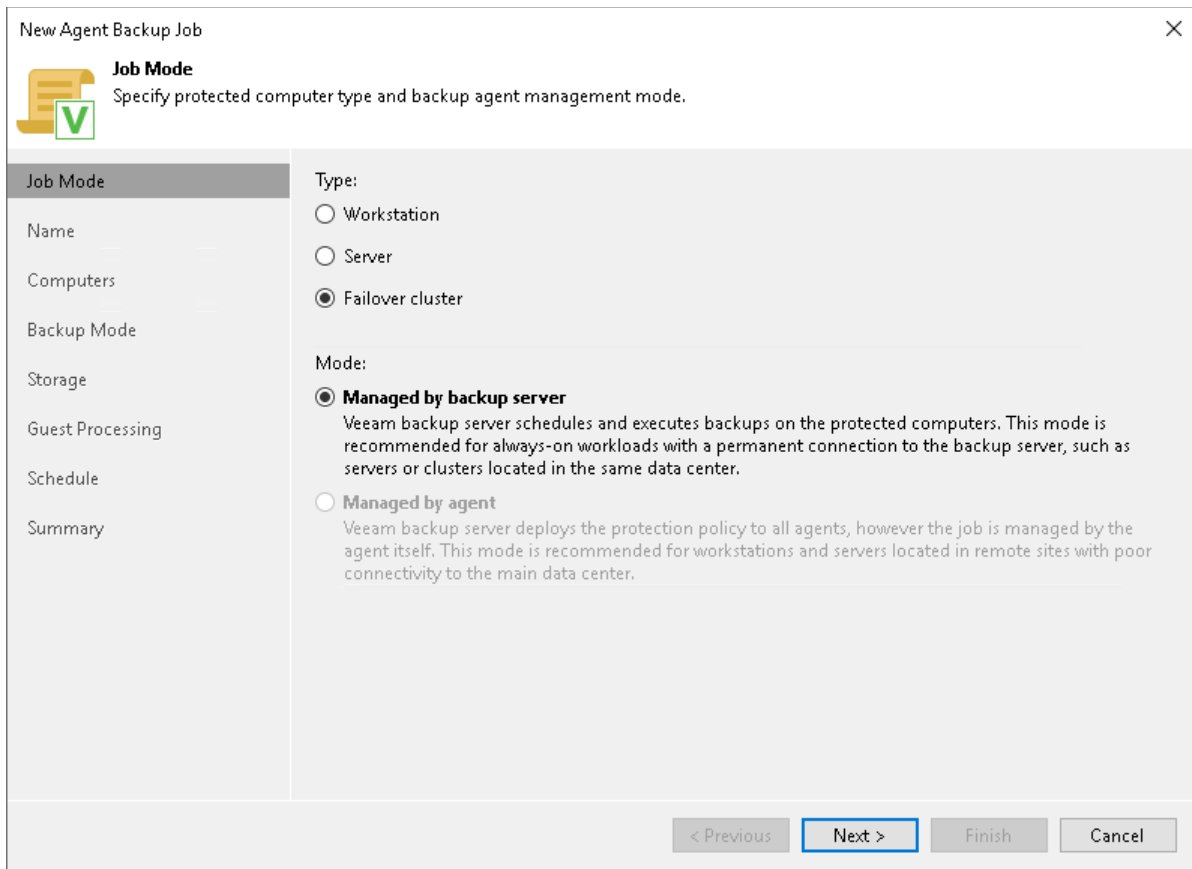 New Agent Backup Job
Job Mode
Specify protected computer type and backup agent management mode.
V
Job Mode
Name
Computers
Backup Mode
Storage
Guest Processing
Schedule
Summary
Type:
Workstation
Server
Failover cluster
Mode:
Managed by backup server
Veeam backup server schedules and executes backups on the protected computers. This mode is
recommended for always-on workloads with a permanent connection to the backup server, such as
servers or clusters located in the same data center.
Managed by agent
Veeam backup server deploys the protection policy to all agents, however the job is managed by the
agent itself. This mode is recommended for workstations and servers located in remote sites with poor
connectivity to the main data center.
< Previous
Next >
Finish
Cancel